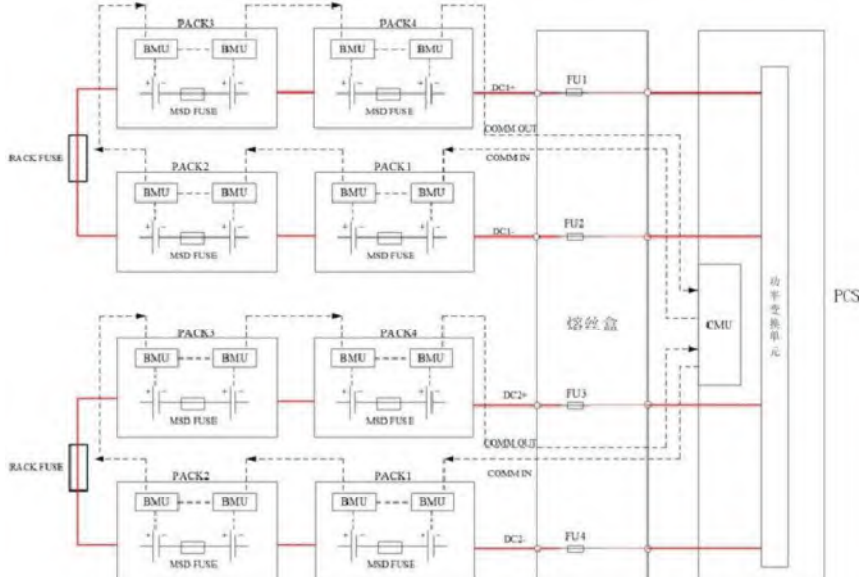 PACK3
PACK4
BMU
BMU
BMU
BMU
+
-
+
-
+
-
+
-
MSD FUSE
MSD FUSE
DC1+
FU1
COMM OUT
RACK FUSE
COMM IN
PACK2
PACK1
BMU
BMU
BMU
BMU
+
-
+
-
+
-
+
-
MSD FUSE
MSD FUSE
DC1-
FU2
功率变换单元
PCS
CMU
熔丝盒
PACK3
PACK4
BMU
BMU
BMU
BMU
+
-
+
-
+
-
+
-
MSD FUSE
MSD FUSE
DC2+
FU3
COMM OUT
RACK FUSE
COMM IN
PACK2
PACK1
BMU
BMU
BMU
BMU
+
-
+
-
+
-
+
-
MSD FUSE
MSD FUSE
DC2-
FU4